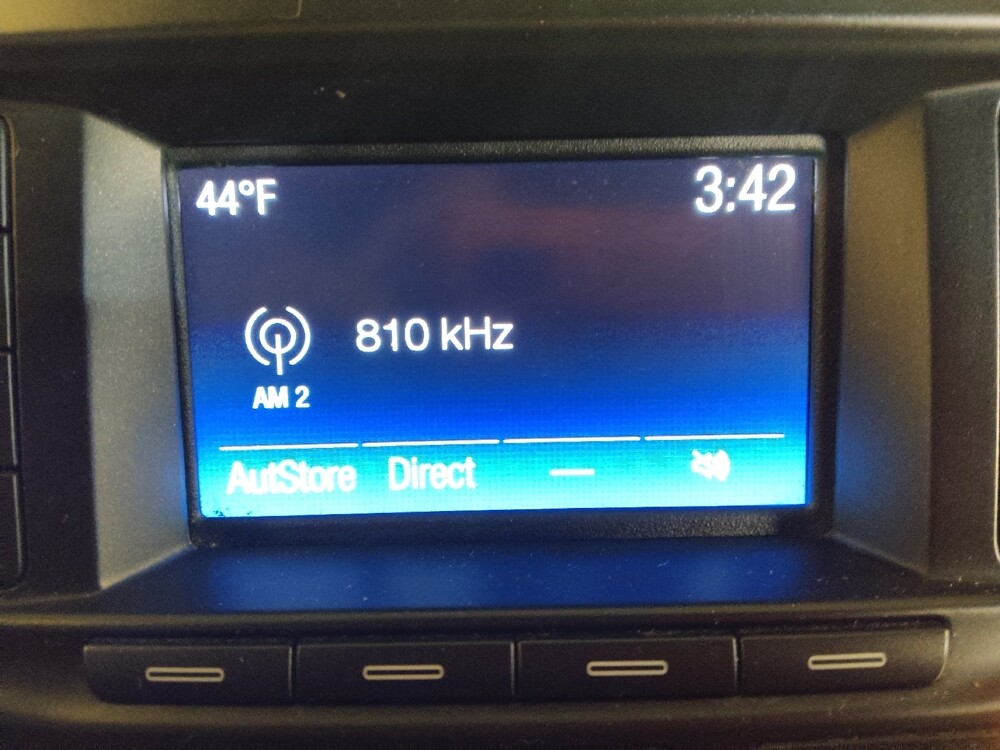 44°F 3:42
810 kHz
AM 2
AutStore Direct —